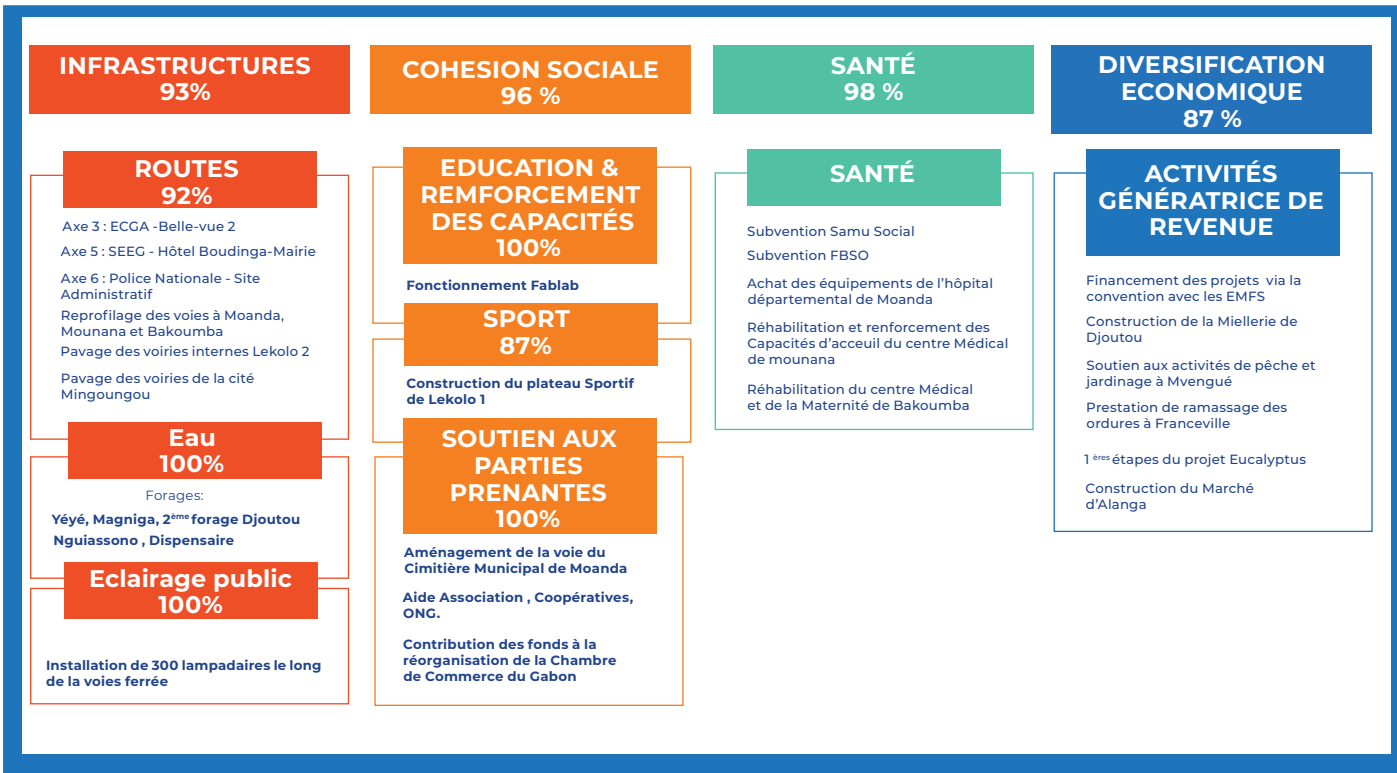 INFRASTRUCTURES
93%
ROUTES
92%
Axe 3 : ECGA -Belle-vue 2
Axe 5 : SEEG - Hôtel Boudinga-Mairie
Axe 6 : Police Nationale - Site
Administratif
Reprofilage des voies à Moanda,
Mounana et Bakoumba
Pavage des voiries internes Lekolo 2
Pavage des voiries de la cité
Mingoungou
Eau
100%
Forages:
Yéyé, Magniga, 2ème forage Djoutou
Nguiassono , Dispensaire
Eclairage public
100%
Installation de 300 lampadaires le long
de la voies ferrée
COHESION SOCIALE
96 %
EDUCATION &
REMFORCEMENT
DES CAPACITÉS
100%
Fonctionnement Fablab
SPORT
87%
Construction du plateau Sportif
de Lekolo 1
SOUTIEN AUX
PARTIES
PRENANTES
100%
Aménagement de la voie du
Cimitière Municipal de Moanda
Aide Association , Coopératives,
ONG.
Contribution des fonds à la
réorganisation de la Chambre
de Commerce du Gabon
SANTÉ
98 %
SANTÉ
Subvention Samu Social
Subvention FBSO
Achat des équipements de l’hôpital
départemental de Moanda
Réhabilitation et renforcement des
Capacités d’acceuil du centre Médical
de mounana
Réhabilitation du centre Médical
et de la Maternité de Bakoumba
DIVERSIFICATION
ECONOMIQUE
87 %
ACTIVITÉS
GÉNÉRATRICE DE
REVENUE
Financement des projets via la
convention avec les EMFS
Construction de la Miellerie de
Djoutou
Soutien aux activités de pêche et
jardinage à Mvengué
Prestation de ramassage des
ordures à Franceville
1 ères étapes du projet Eucalyptus
Construction du Marché
d’Alanga